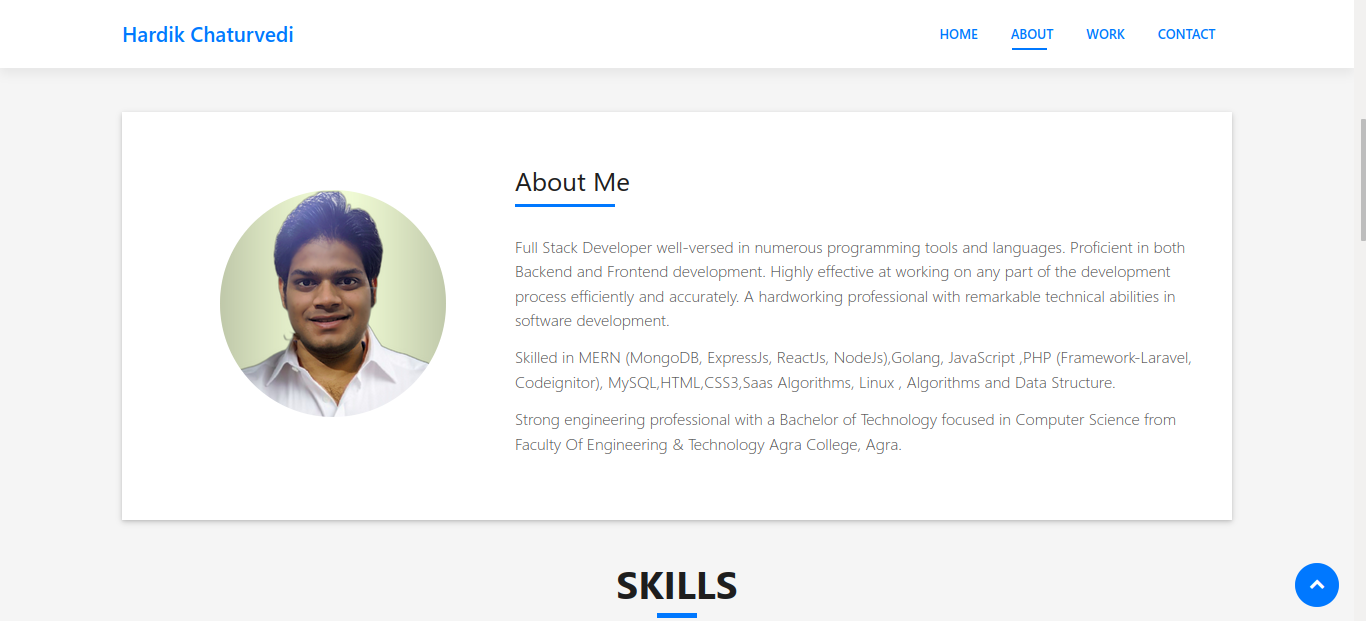 Hardik Chaturvedi
HOME ABOUT WORK CONTACT
About Me
Full Stack Developer well-versed in numerous programming tools and languages. Proficient in both
Backend and Frontend development. Highly effective at working on any part of the development
process efficiently and accurately. A hardworking professional with remarkable technical abilities in
software development.
Skilled in MERN (MongoDB, ExpressJs, ReactJs, NodeJs),Golang, JavaScript ,PHP (Framework-Laravel,
Codeignitor), MySQL,HTML,CSS3,Saas Algorithms, Linux , Algorithms and Data Structure.
Strong engineering professional with a Bachelor of Technology focused in Computer Science from
Faculty Of Engineering & Technology Agra College, Agra.
SKILLS